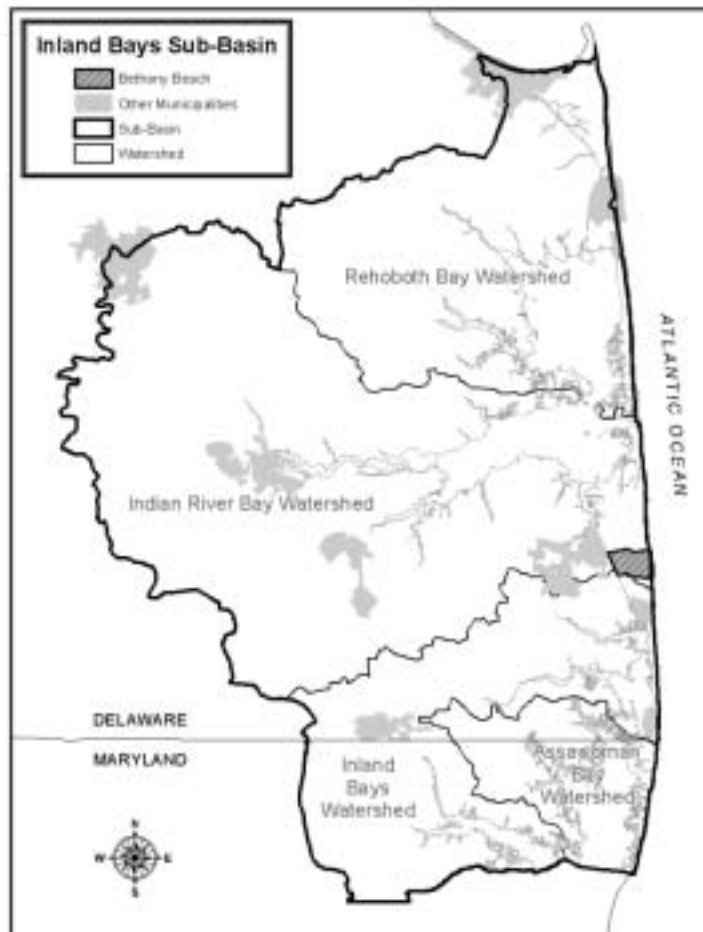 Inland Bays Sub-Basin
Bethany Beach
Other Municipalities
Sub-Basin
Watershed
Rehoboth Bay Watershed
ATLANTIC OCEAN
Indian River Bay Watershed
DELAWARE
MARYLAND
Inland
Bays
Watershed
Assawoman
Bay
Watershed
N
W
E
S